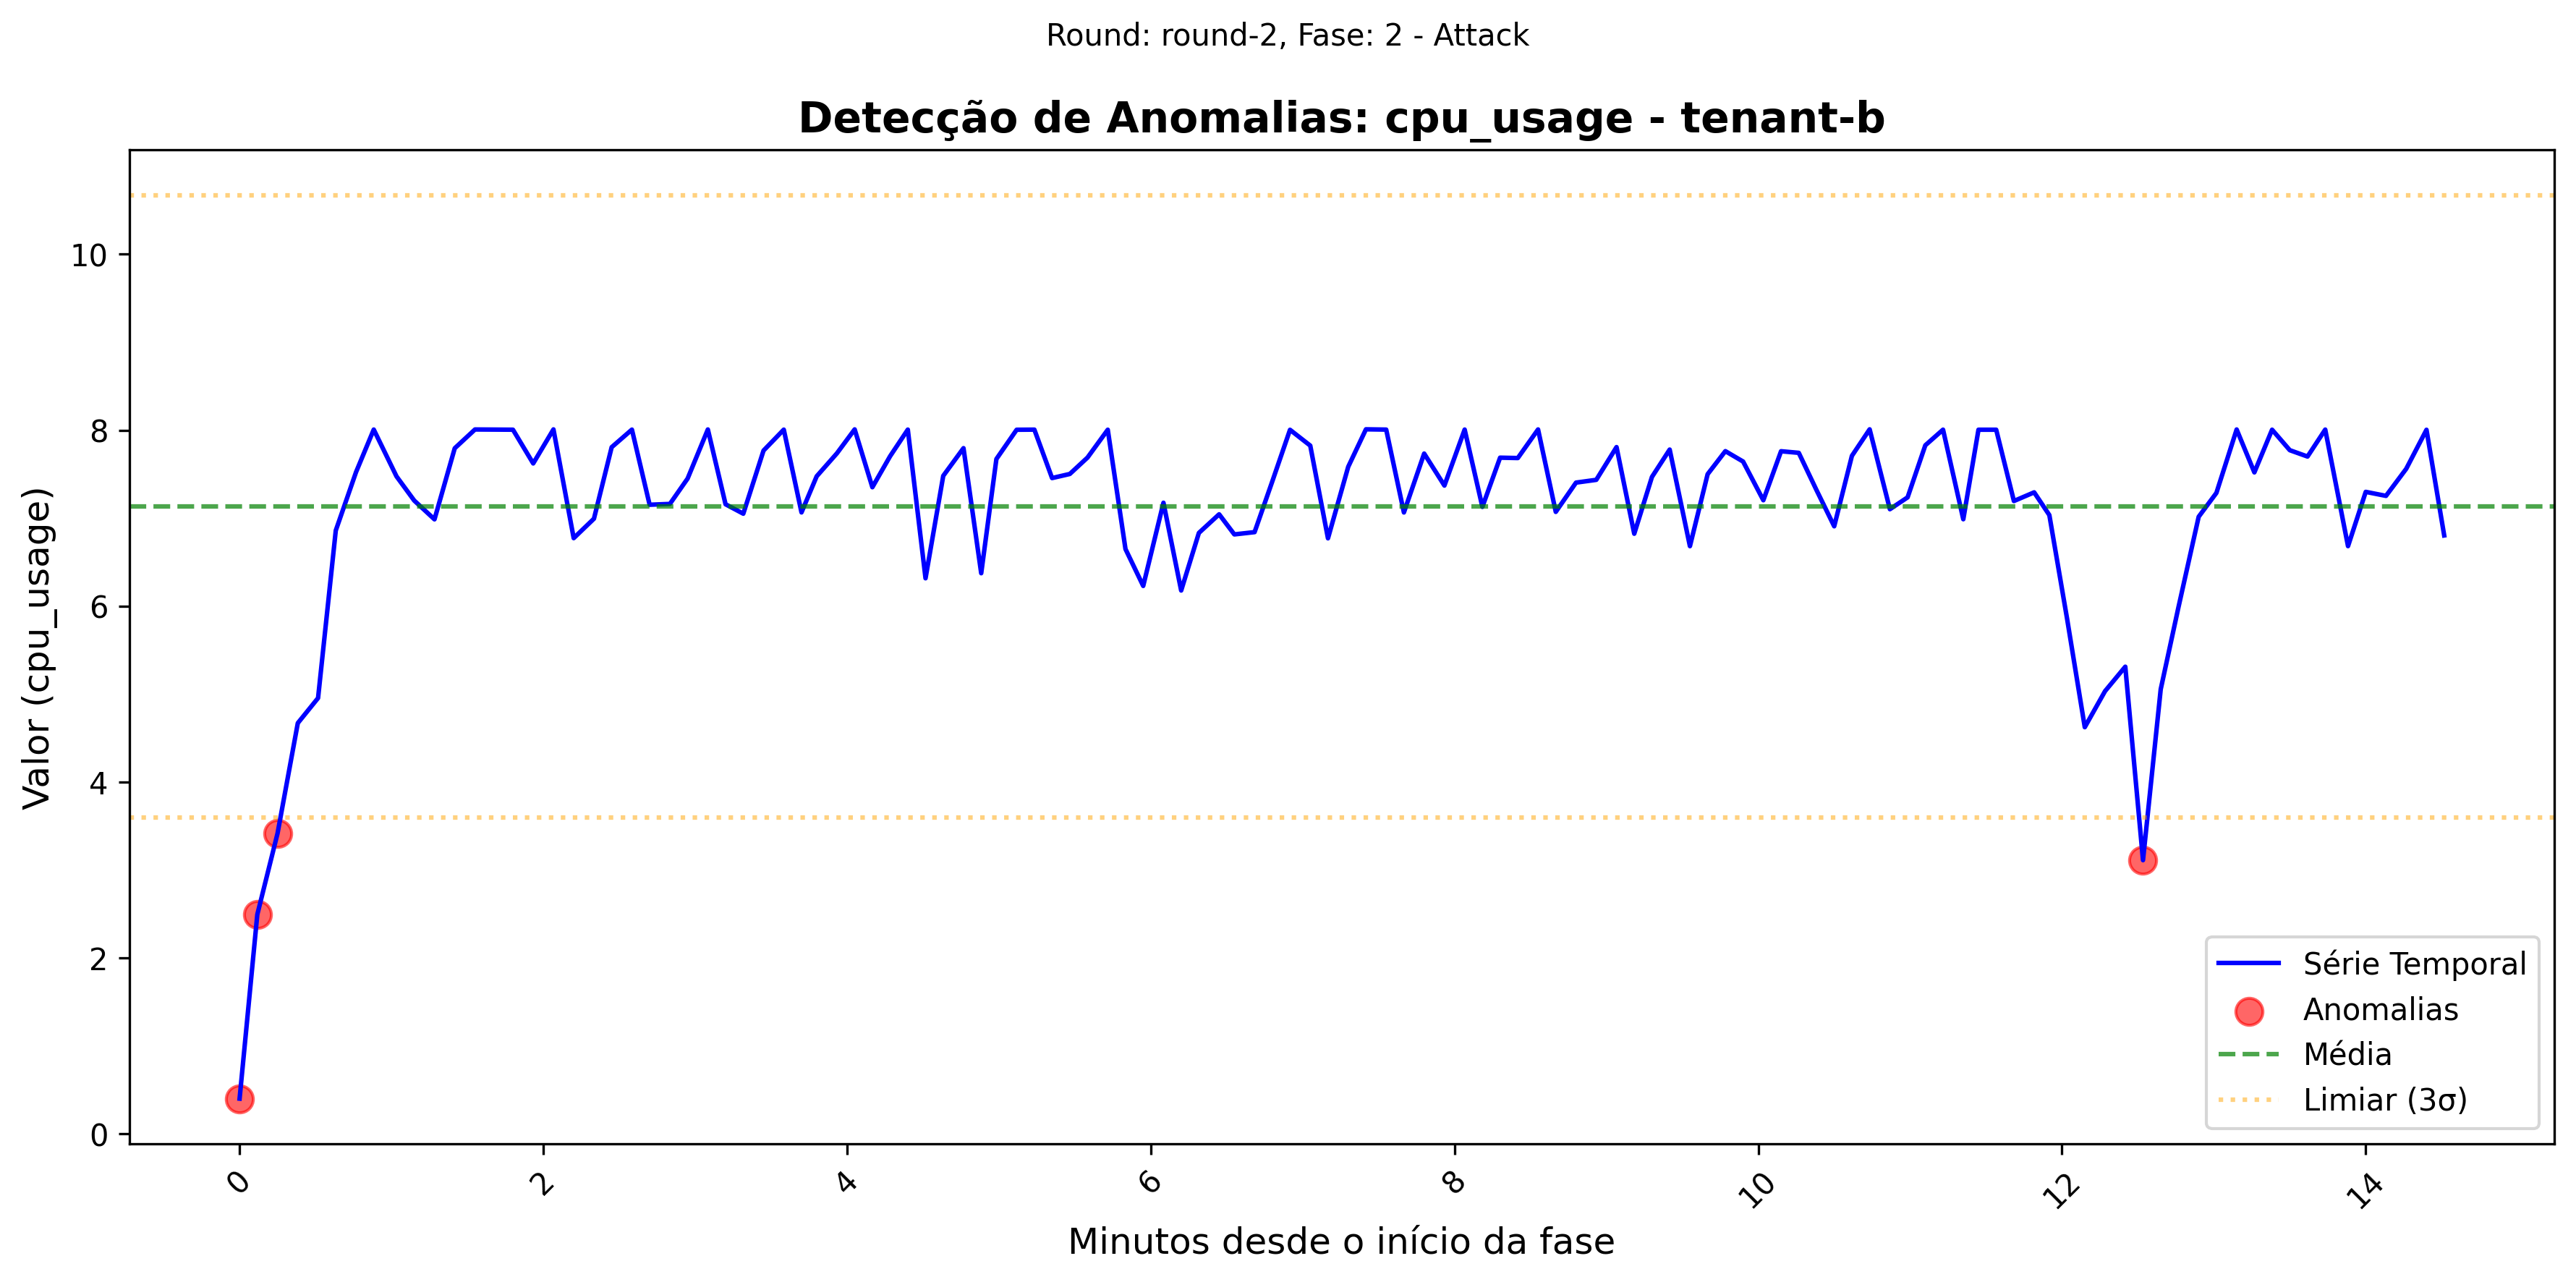 Round: round-2, Fase: 2 - Attack
Detecção de Anomalias: cpu_usage - tenant-b
Valor (cpu_usage)
10
8
6
4
2
0
0 2 4 6 8 10 12 14
Minutos desde o início da fase
Série Temporal
Anomalias
Média
Limiar (3σ)